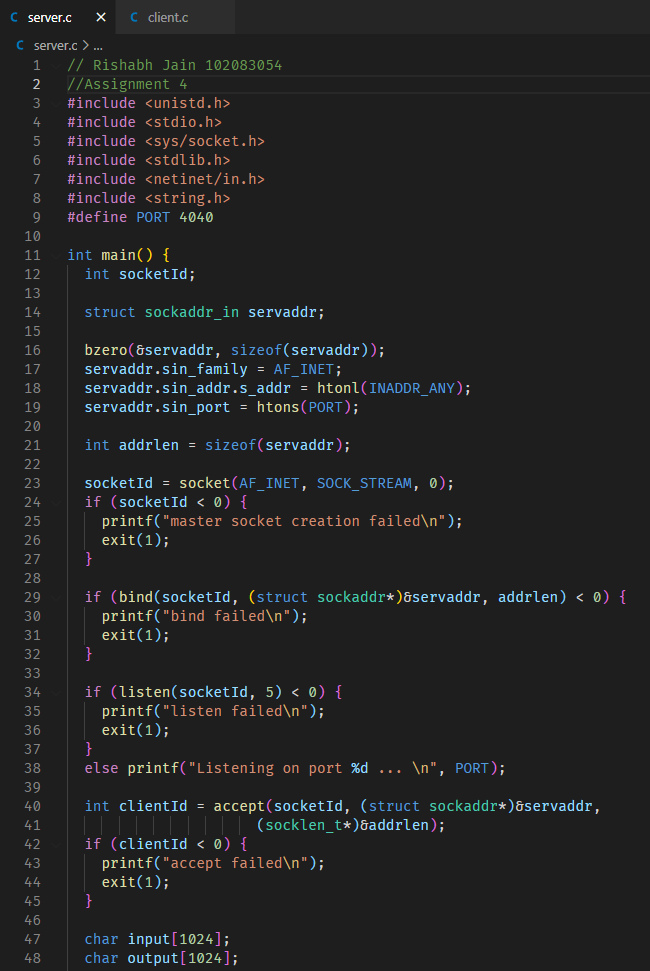 server.c × client.c
server.c > ...
1 // Rishabh Jain 102083054
2 //Assignment 4
3 #include <unistd.h>
4 #include <stdio.h>
5 #include <sys/socket.h>
6 #include <stdlib.h>
7 #include <netinet/in.h>
8 #include <string.h>
9 #define PORT 4040
10
11 int main() {
12   int socketId;
13
14   struct sockaddr_in servaddr;
15
16   bzero(&servaddr, sizeof(servaddr));
17   servaddr.sin_family = AF_INET;
18   servaddr.sin_addr.s_addr = htonl(INADDR_ANY);
19   servaddr.sin_port = htons(PORT);
20
21   int addrlen = sizeof(servaddr);
22
23   socketId = socket(AF_INET, SOCK_STREAM, 0);
24   if (socketId < 0) {
25     printf("master socket creation failed\n");
26     exit(1);
27   }
28
29   if (bind(socketId, (struct sockaddr*)&servaddr, addrlen) < 0) {
30     printf("bind failed\n");
31     exit(1);
32   }
33
34   if (listen(socketId, 5) < 0) {
35     printf("listen failed\n");
36     exit(1);
37   }
38   else printf("Listening on port %d ... \n", PORT);
39
40   int clientId = accept(socketId, (struct sockaddr*)&servaddr,
41                       (socklen_t*)&addrlen);
42   if (clientId < 0) {
43     printf("accept failed\n");
44     exit(1);
45   }
46
47   char input[1024];
48   char output[1024];